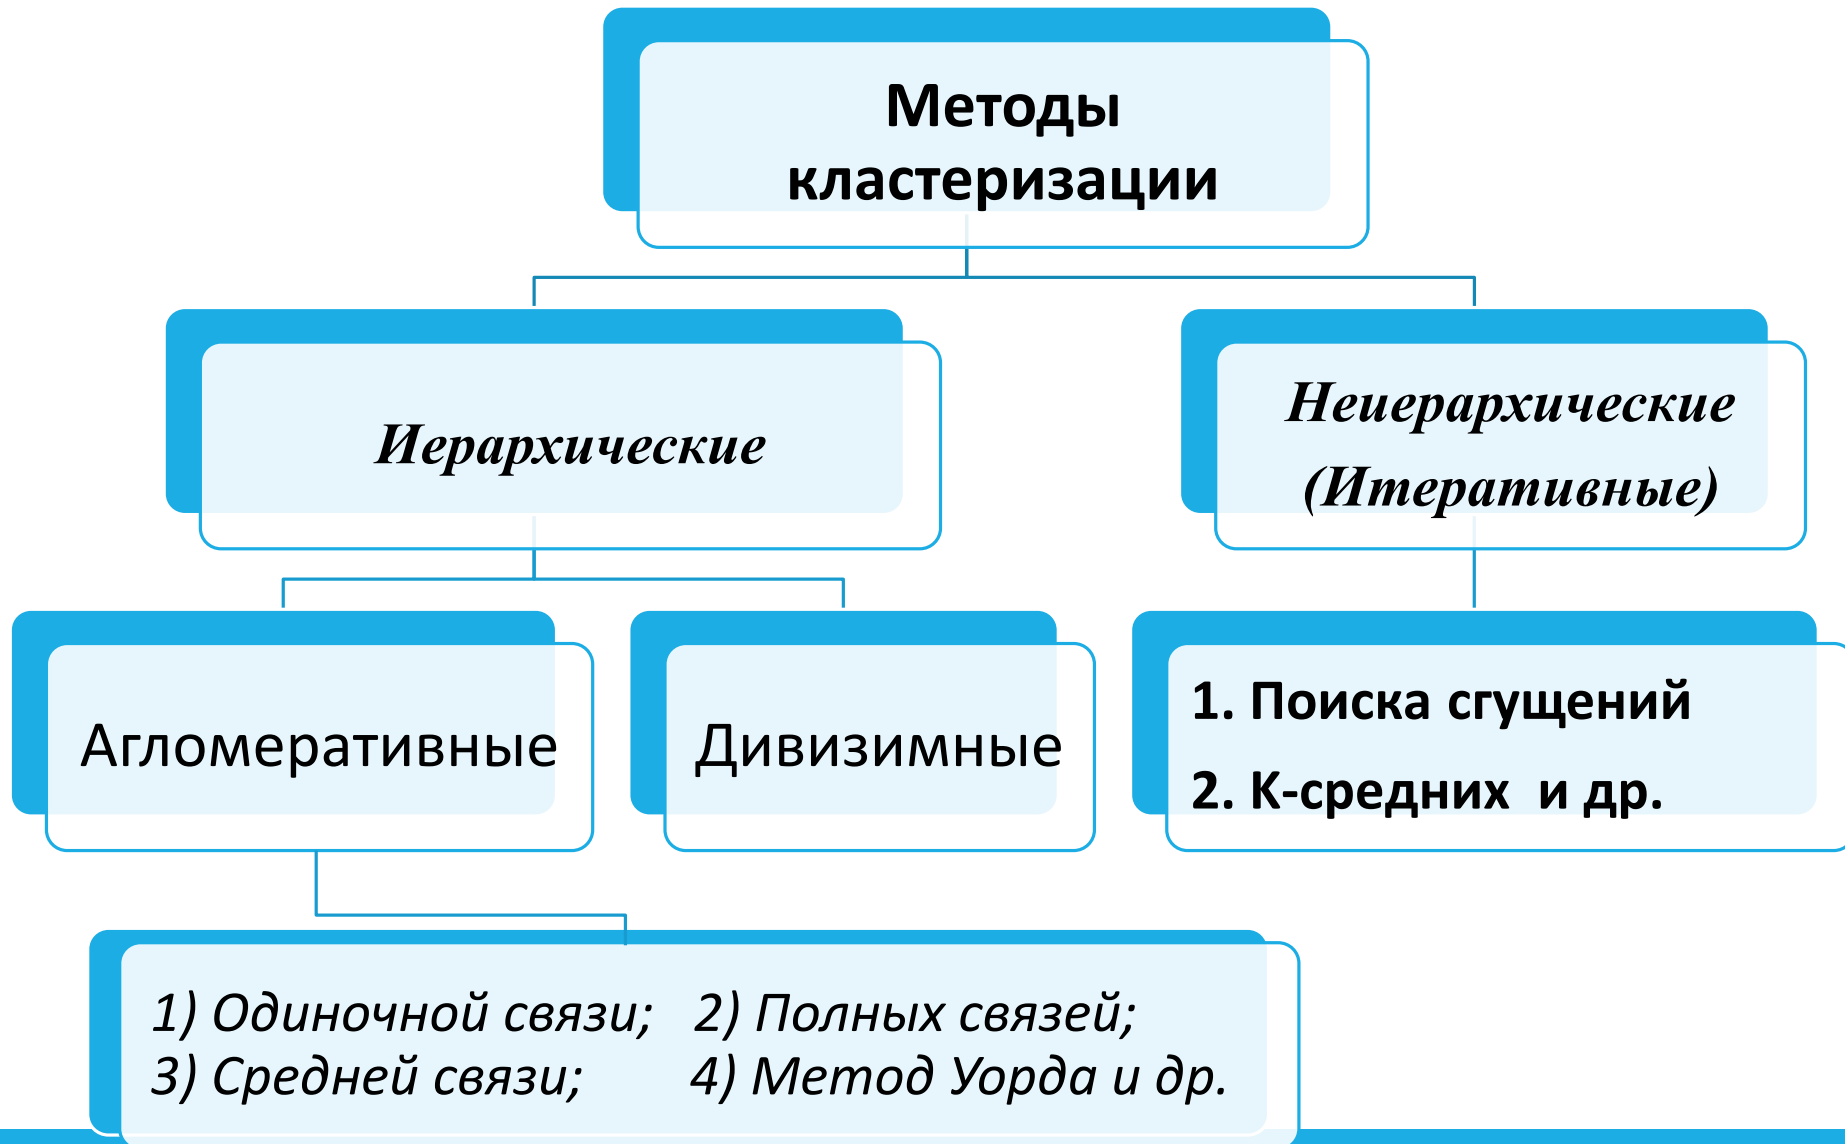 Методы
кластеризации
Иерархические
Неиерархические
(Итеративные)
Агломеративные
Дивизимные
1. Поиска сгущений
2. К-средних и др.
1) Одиночной связи; 2) Полных связей;
3) Средней связи; 4) Метод Уорда и др.